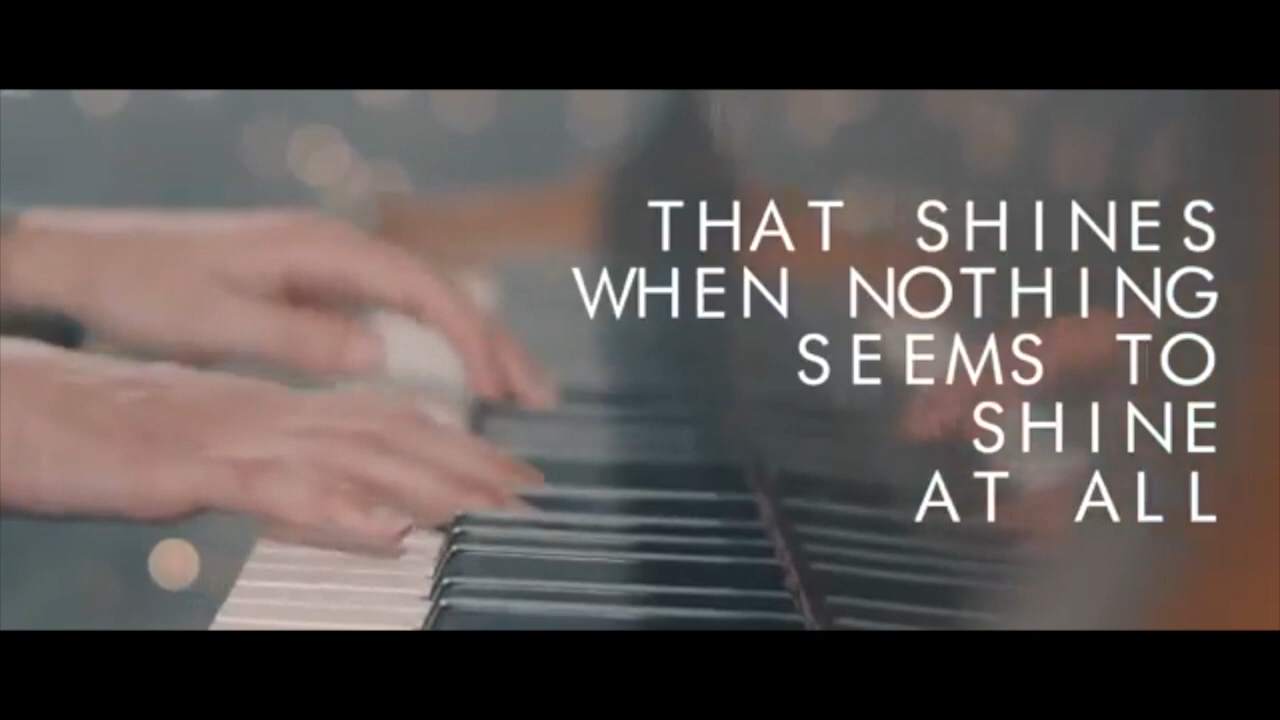 THAT SHINES
WHEN NOTHING
SEEMS TO
SHINE
AT ALL